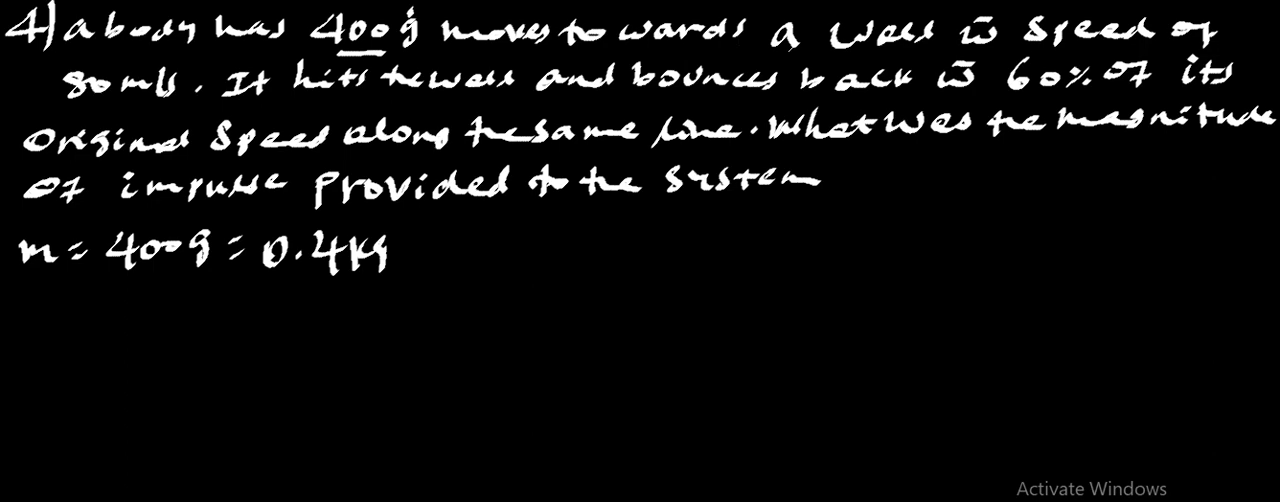 4) a body has 400g moves towards a wall w̄ speed of
80m/s. It hits the wall and bounces back w̄ 60% of its
original speed along the same line. What was the magnitude
of impulse provided to the system
m = 400g = 0.4kg
Activate Windows